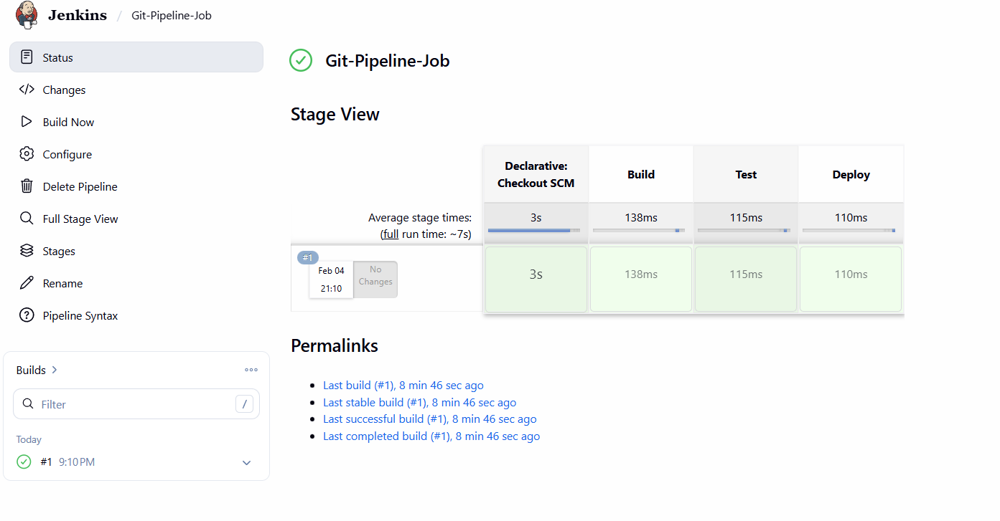 Jenkins / Git-Pipeline-Job
Status
Changes
Build Now
Configure
Delete Pipeline
Full Stage View
Stages
Rename
Pipeline Syntax
Builds
Filter /
Today
#1 9:10 PM
Git-Pipeline-Job
Stage View
Declarative:
Checkout SCM
Build
Test
Deploy
Average stage times:
(full run time: ~7s)
3s
138ms
115ms
110ms
#1
Feb 04
21:10
No
Changes
3s
138ms
115ms
110ms
Permalinks
Last build (#1), 8 min 46 sec ago
Last stable build (#1), 8 min 46 sec ago
Last successful build (#1), 8 min 46 sec ago
Last completed build (#1), 8 min 46 sec ago